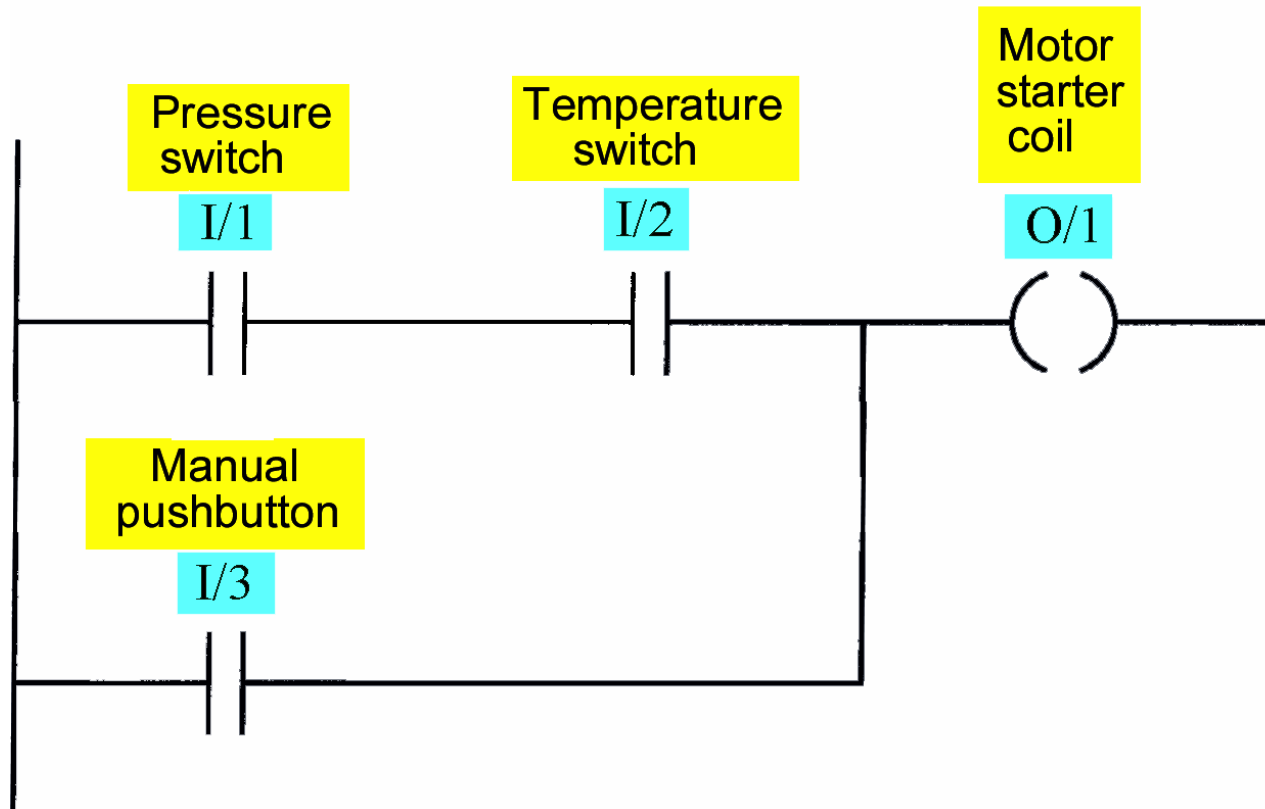 Pressure
switch
I/1
Temperature
switch
I/2
Motor
starter
coil
O/1
Manual
pushbutton
I/3